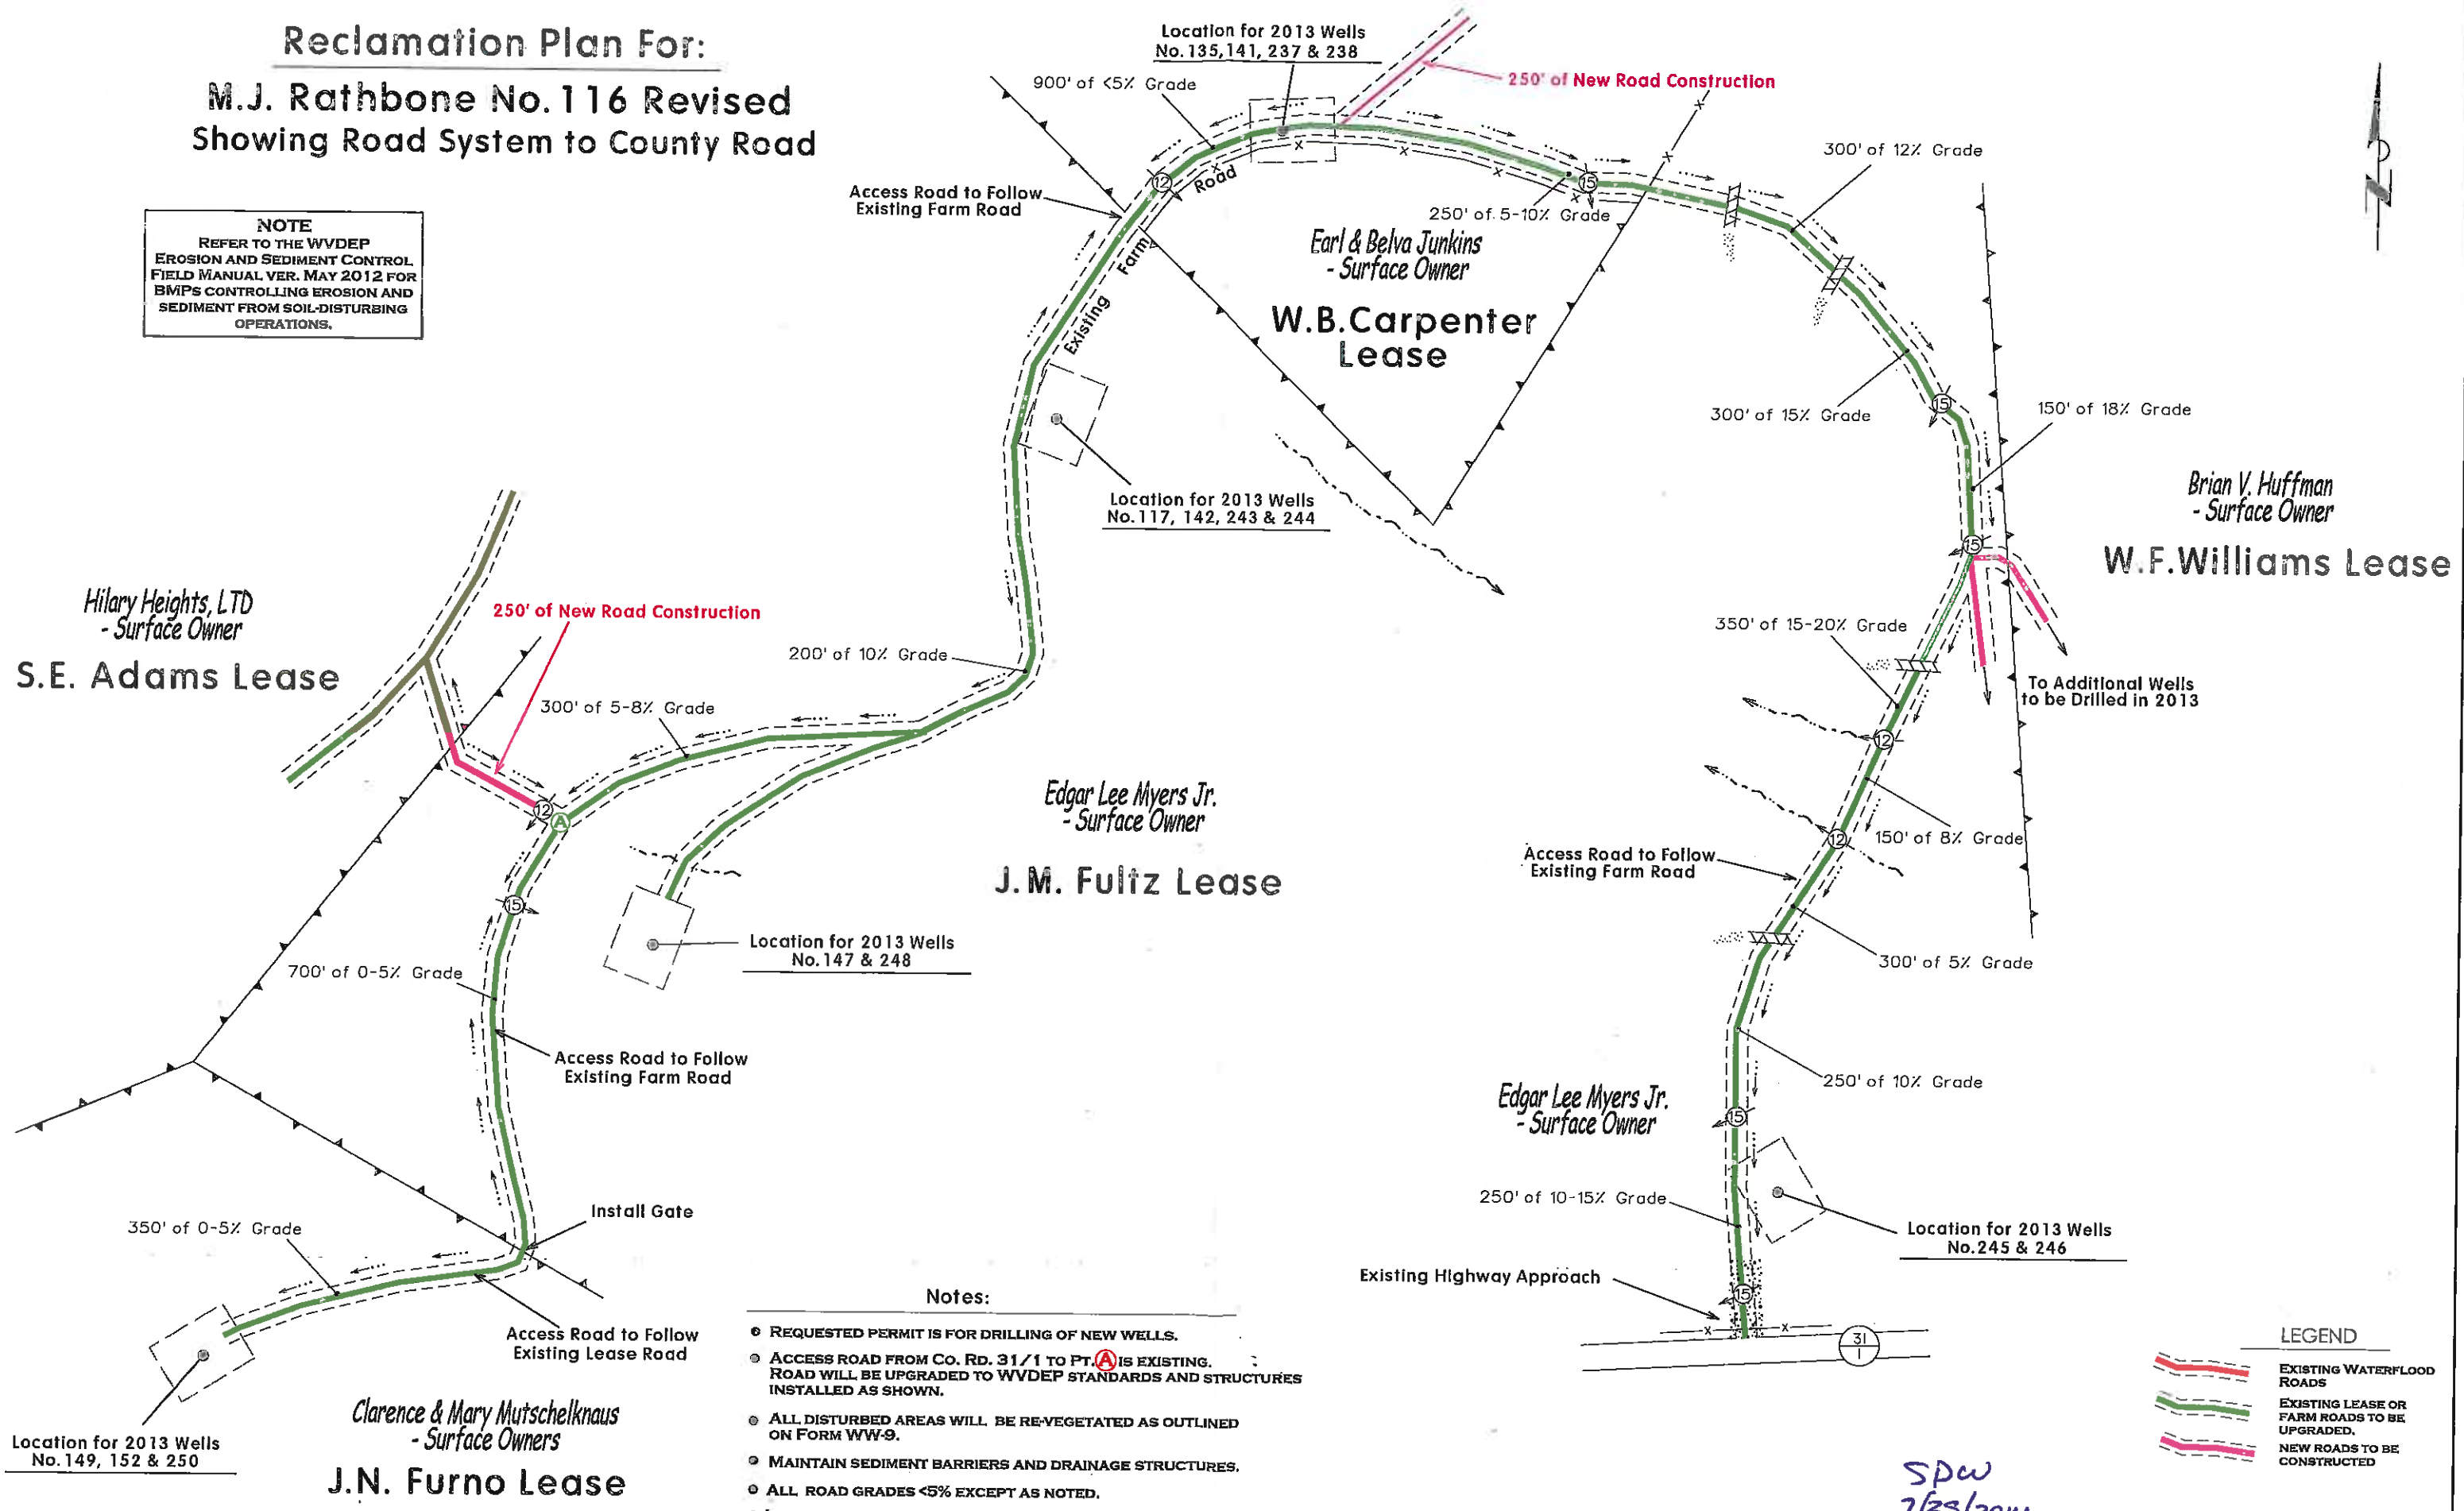 Reclamation Plan For:
M.J. Rathbone No. 116 Revised
Showing Road System to County Road
NOTE
REFER TO THE WVDEP
EROSION AND SEDIMENT CONTROL
FIELD MANUAL VER. MAY 2012 FOR
BMPS CONTROLLING EROSION AND
SEDIMENT FROM SOIL-DISTURBING
OPERATIONS.
Location for 2013 Wells
No.135,141, 237 & 238
900' of <5% Grade
250' of New Road Construction
300' of 12% Grade
Access Road to Follow
Existing Farm Road
12
Existing Farm Road
15
250' of 5-10% Grade
Earl & Belva Junkins
- Surface Owner
W.B.Carpenter
Lease
300' of 15% Grade
15
150' of 18% Grade
Location for 2013 Wells
No.117, 142, 243 & 244
Brian V. Huffman
- Surface Owner
W.F.Williams Lease
15
Hilary Heights, LTD
- Surface Owner
S.E. Adams Lease
250' of New Road Construction
200' of 10% Grade
300' of 5-8% Grade
350' of 15-20% Grade
To Additional Wells
to be Drilled in 2013
12
12
A
Edgar Lee Myers Jr.
- Surface Owner
J.M. Fultz Lease
12
150' of 8% Grade
Access Road to Follow
Existing Farm Road
15
Location for 2013 Wells
No.147 & 248
700' of 0-5% Grade
300' of 5% Grade
Access Road to Follow
Existing Farm Road
250' of 10% Grade
Edgar Lee Myers Jr.
- Surface Owner
15
Install Gate
350' of 0-5% Grade
250' of 10-15% Grade
Location for 2013 Wells
No.245 & 246
Existing Highway Approach
15
31
1
Access Road to Follow
Existing Lease Road
Location for 2013 Wells
No.149, 152 & 250
Clarence & Mary Mutschelknaus
- Surface Owners
J.N. Furno Lease
Notes:
REQUESTED PERMIT IS FOR DRILLING OF NEW WELLS.
ACCESS ROAD FROM CO. RD. 31/1 TO PT. A IS EXISTING.
ROAD WILL BE UPGRADED TO WVDEP STANDARDS AND STRUCTURES
INSTALLED AS SHOWN.
ALL DISTURBED AREAS WILL BE RE-VEGETATED AS OUTLINED
ON FORM WW-9.
MAINTAIN SEDIMENT BARRIERS AND DRAINAGE STRUCTURES.
ALL ROAD GRADES <5% EXCEPT AS NOTED.
LEGEND
EXISTING WATERFLOOD
ROADS
EXISTING LEASE OR
FARM ROADS TO BE
UPGRADED.
NEW ROADS TO BE
CONSTRUCTED
SDW